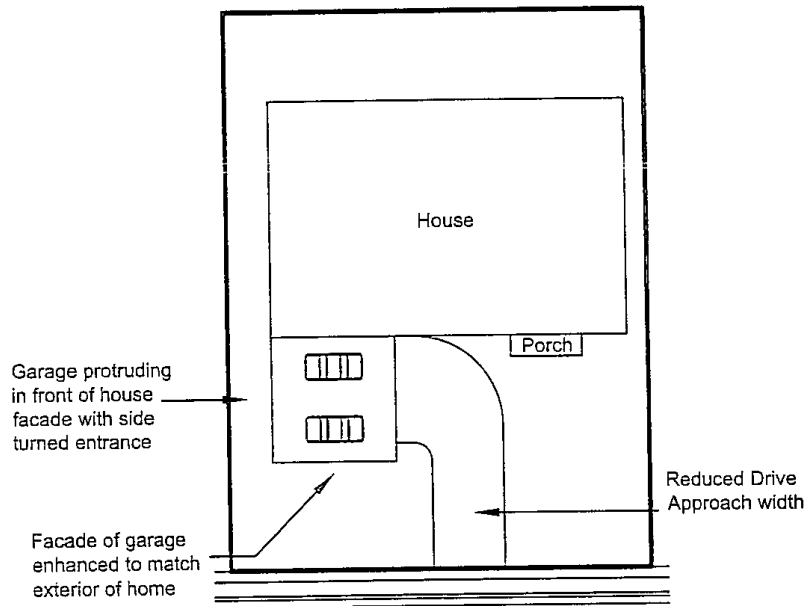 House
Porch
Garage protruding
in front of house
facade with side
turned entrance
Reduced Drive
Approach width
Facade of garage
enhanced to match
exterior of home